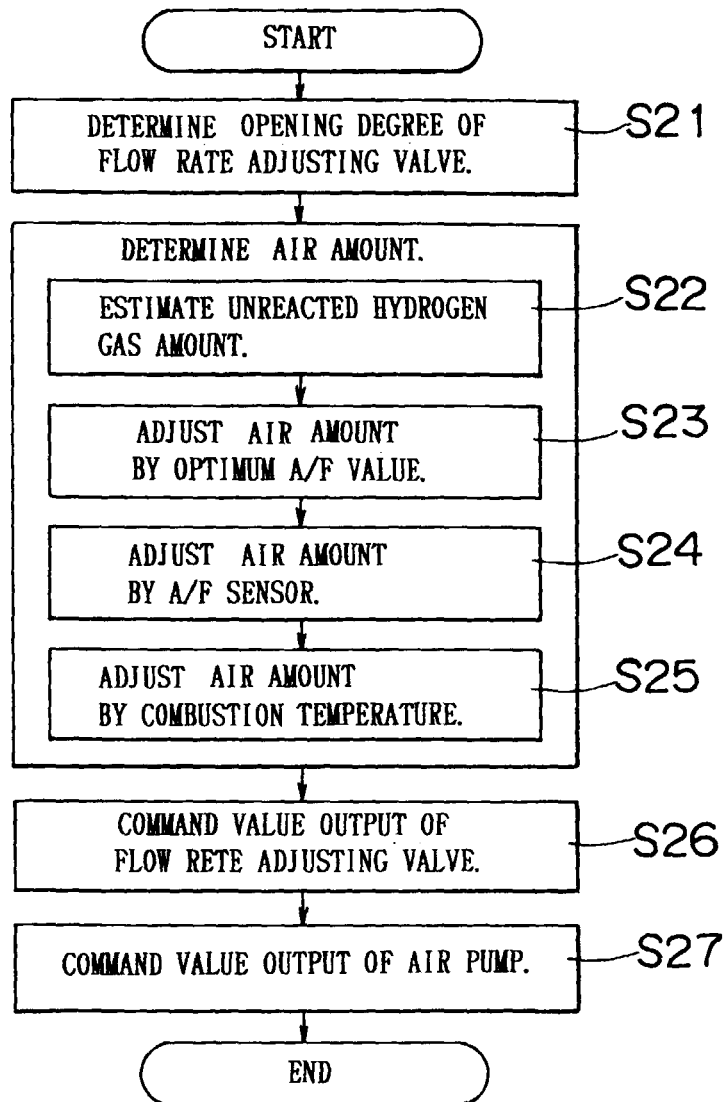 START
DETERMINE OPENING DEGREE OF
FLOW RATE ADJUSTING VALVE.
S21
DETERMINE AIR AMOUNT.
ESTIMATE UNREACTED HYDROGEN
GAS AMOUNT.
S22
ADJUST AIR AMOUNT
BY OPTIMUM A/F VALUE.
S23
ADJUST AIR AMOUNT
BY A/F SENSOR.
S24
ADJUST AIR AMOUNT
BY COMBUSTION TEMPERATURE.
S25
COMMAND VALUE OUTPUT OF
FLOW RETE ADJUSTING VALVE.
S26
COMMAND VALUE OUTPUT OF AIR PUMP.
S27
END